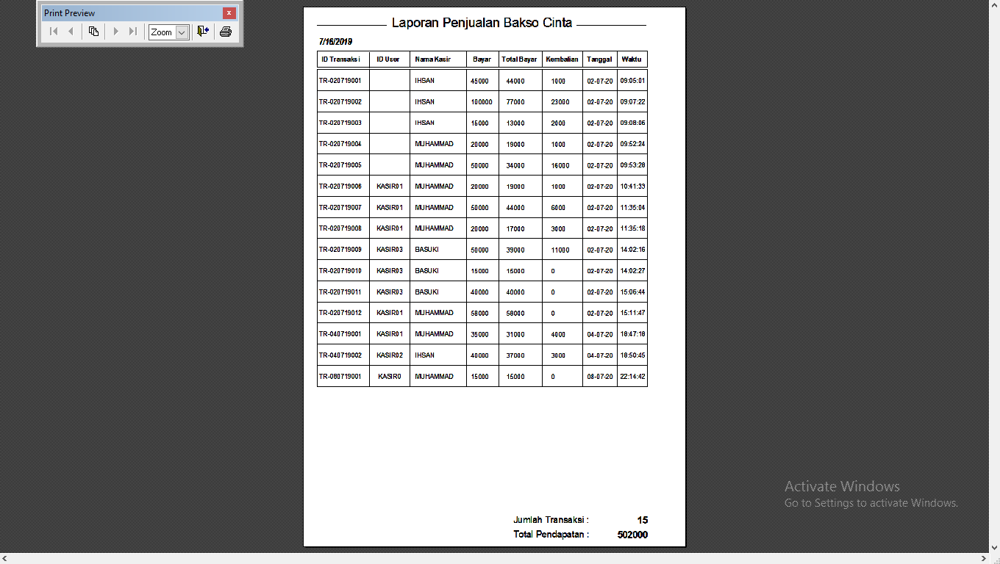 Print Preview
Zoom
Laporan Penjualan Bakso Cinta
7/16/2019
ID Transaksi ID User Nama Kasir Bayar Total Bayar Kembalian Tanggal Waktu
TR-020719001 IHSAN 45000 44000 1000 02-07-20 09:05:01
TR-020719002 IHSAN 100000 77000 23000 02-07-20 09:07:22
TR-020719003 IHSAN 15000 13000 2000 02-07-20 09:08:06
TR-020719004 MUHAMMAD 20000 19000 1000 02-07-20 09:52:24
TR-020719005 MUHAMMAD 50000 34000 16000 02-07-20 09:53:28
TR-020719006 KASIR01 MUHAMMAD 20000 19000 1000 02-07-20 10:41:33
TR-020719007 KASIR01 MUHAMMAD 50000 44000 6000 02-07-20 11:35:04
TR-020719008 KASIR01 MUHAMMAD 20000 17000 3000 02-07-20 11:35:18
TR-020719009 KASIR03 BASUKI 50000 39000 11000 02-07-20 14:02:16
TR-020719010 KASIR03 BASUKI 15000 15000 0 02-07-20 14:02:27
TR-020719011 KASIR03 BASUKI 40000 40000 0 02-07-20 15:06:44
TR-020719012 KASIR01 MUHAMMAD 58000 58000 0 02-07-20 15:11:47
TR-040719001 KASIR01 MUHAMMAD 35000 31000 4000 04-07-20 18:47:18
TR-040719002 KASIR02 IHSAN 40000 37000 3000 04-07-20 18:50:45
TR-080719001 KASIR0 MUHAMMAD 15000 15000 0 08-07-20 22:14:42
Jumlah Transaksi : 15
Total Pendapatan : 502000
Activate Windows
Go to Settings to activate Windows.